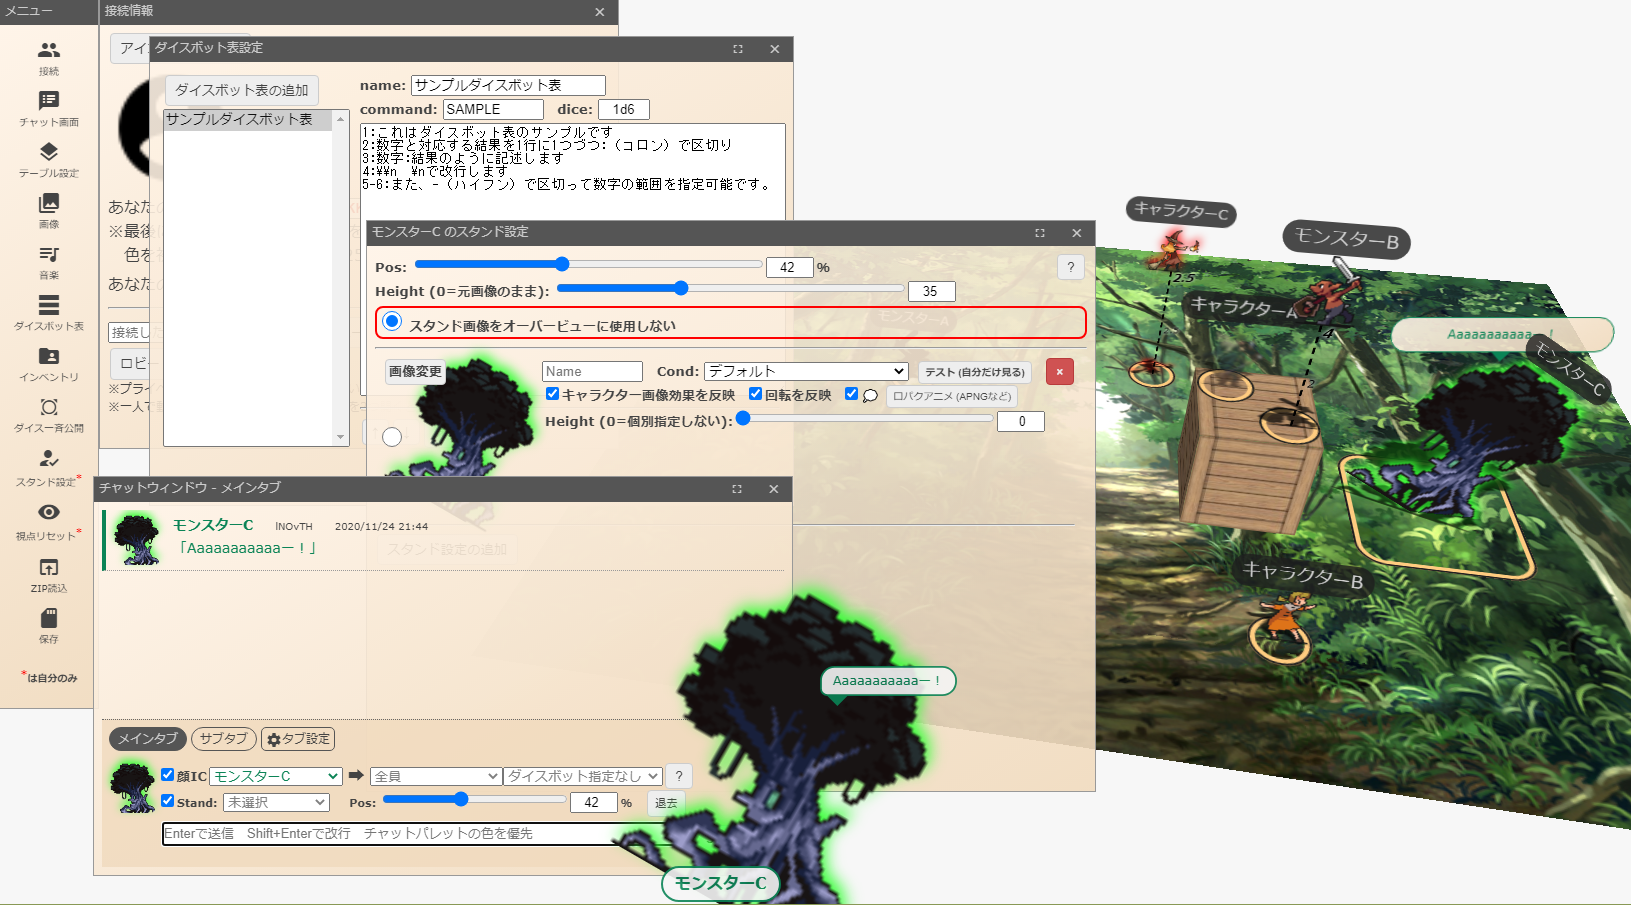 メニュー
接続
チャット画面
テーブル設定
画像
音楽
ダイスボット表
インベントリ
ダイス一斉公開
スタンド設定*
視点リセット*
ZIP読込
保存
*は自分のみ
接続情報
アイ
あなた
※最後
色を
あなた
接続し
ロビー
※プライ
※一人で
ダイスボット表設定
ダイスボット表の追加
サンプルダイスボット表
name: サンプルダイスボット表
command: SAMPLE dice: 1d6
1:これはダイスボット表のサンプルです
2:数字と対応する結果を1行に1つづつ:（コロン）で区切り
3:数字:結果のように記述します
4:\\n　\nで改行します
5-6:また、-（ハイフン）で区切って数字の範囲を指定可能です。
モンスターC のスタンド設定
Pos: 42 %
?
Height (0=元画像のまま): 35
モンスターA
スタンド画像をオーバービューに使用しない
画像変更
Name
Cond: デフォルト
テスト (自分だけ見る)
×
キャラクター画像効果を反映
回転を反映
口パクアニメ (APNGなど)
Height (0=個別指定しない): 0
スタンド設定の追加
チャットウィンドウ - メインタブ
モンスターC lNOvTH 2020/11/24 21:44
「Aaaaaaaaaaaー！」
メインタブ サブタブ タブ設定
顔IC モンスターC 全員 ダイスボット指定なし ?
Stand: 未選択 Pos: 42 % 退去
Enterで送信　Shift+Enterで改行　チャットパレットの色を優先
Aaaaaaaaaaaー！
モンスターC
キャラクターC
2.5
モンスターB
キャラクターA
4
2
Aaaaaaaaaaaー！
モンスターC
キャラクターB